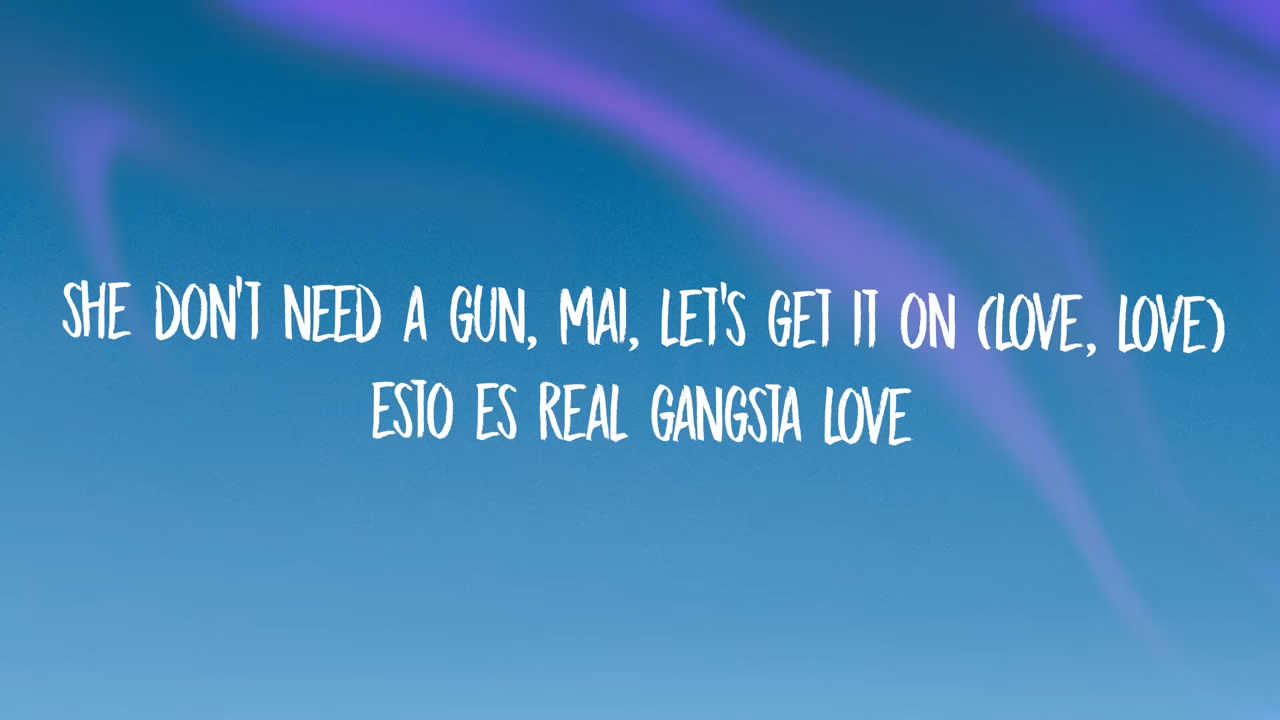 SHE DON'T NEED A GUN, MAI, LET'S GET IT ON (LOVE, LOVE)
ESTO ES REAL GANGSTA LOVE